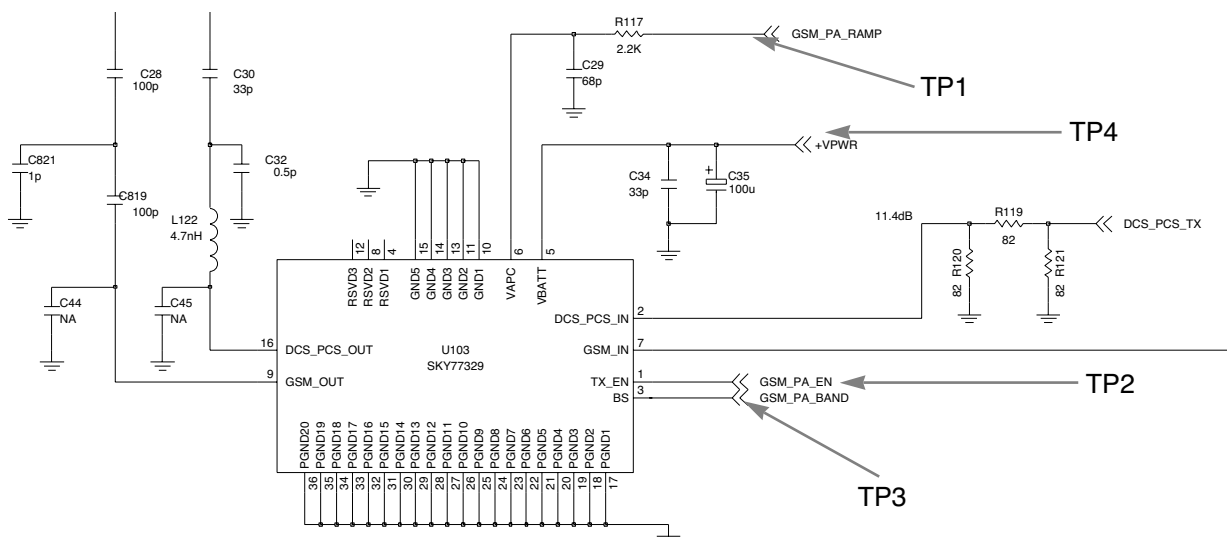 R117
GSM_PA_RAMP
2.2K
C29
68p
TP1
C28
100p
C30
33p
TP4
+VPWR
C821
1p
C32
0.5p
C819
100p
L122
4.7nH
C34
33p
+
C35
100u
11.4dB
R119
82
DCS_PCS_TX
R120
82
R121
82
12
8
4
15
14
13
11
10
6
5
RSVD3
RSVD2
RSVD1
GND5
GND4
GND3
GND2
GND1
VAPC
VBATT
C44
NA
C45
NA
DCS_PCS_IN
2
16
DCS_PCS_OUT
U103
SKY77329
GSM_IN
7
9
GSM_OUT
TX_EN
1
GSM_PA_EN
TP2
BS
3
GSM_PA_BAND
TP3
PGND20
PGND19
PGND18
PGND17
PGND16
PGND15
PGND14
PGND13
PGND12
PGND11
PGND10
PGND9
PGND8
PGND7
PGND6
PGND5
PGND4
PGND3
PGND2
PGND1
36
35
34
33
32
31
30
29
28
27
26
25
24
23
22
21
20
19
18
17